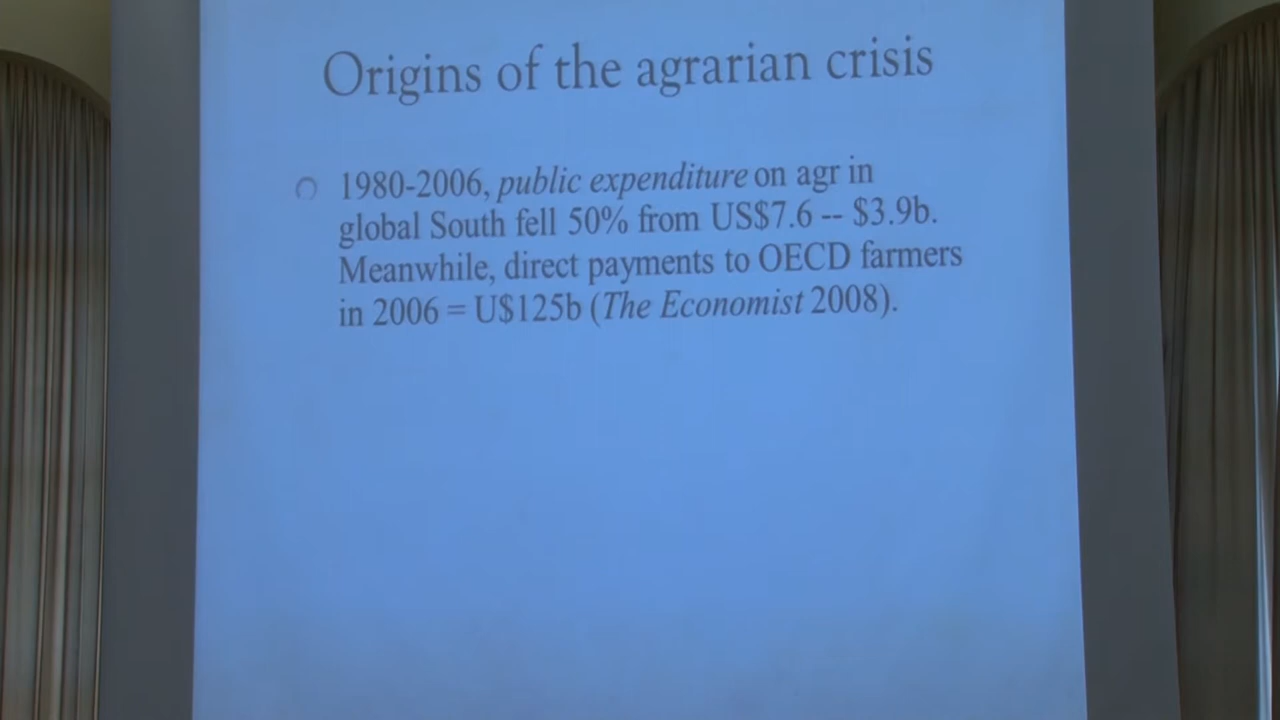 Origins of the agrarian crisis
1980-2006, public expenditure on agr in
global South fell 50% from US$7.6 -- $3.9b.
Meanwhile, direct payments to OECD farmers
in 2006 = U$125b (The Economist 2008).